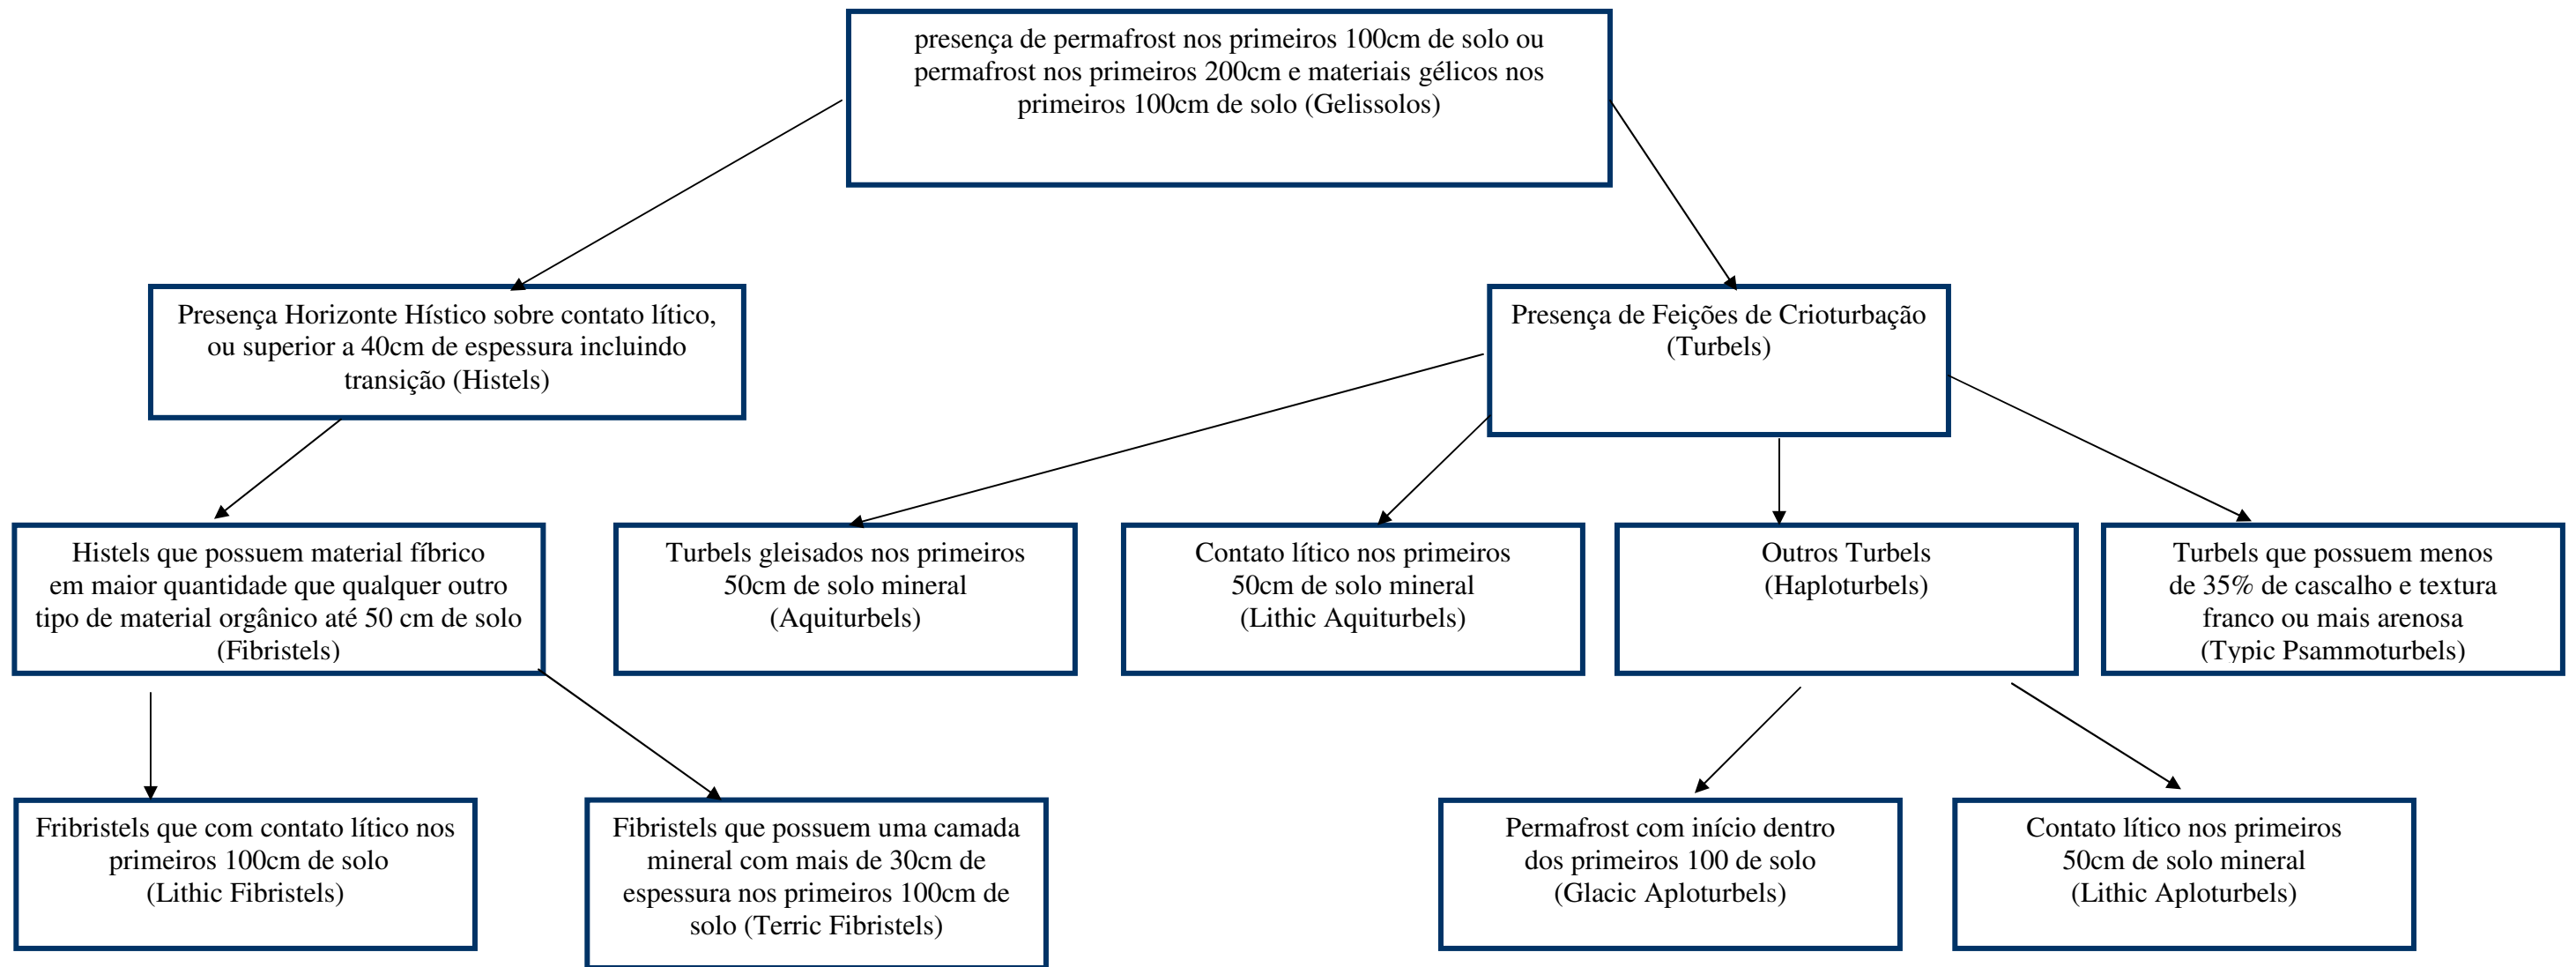 presença de permafrost nos primeiros 100cm de solo ou
permafrost nos primeiros 200cm e materiais gélicos nos
primeiros 100cm de solo (Gelissolos)
Presença Horizonte Hístico sobre contato lítico,
ou superior a 40cm de espessura incluindo
transição (Histels)
Presença de Feições de Crioturbação
(Turbels)
Histels que possuem material fíbrico
em maior quantidade que qualquer outro
tipo de material orgânico até 50 cm de solo
(Fibristels)
Turbels gleisados nos primeiros
50cm de solo mineral
(Aquiturbels)
Contato lítico nos primeiros
50cm de solo mineral
(Lithic Aquiturbels)
Outros Turbels
(Haploturbels)
Turbels que possuem menos
de 35% de cascalho e textura
franco ou mais arenosa
(Typic Psammoturbels)
Fribristels que com contato lítico nos
primeiros 100cm de solo
(Lithic Fibristels)
Fibristels que possuem uma camada
mineral com mais de 30cm de
espessura nos primeiros 100cm de
solo (Terric Fibristels)
Permafrost com início dentro
dos primeiros 100 de solo
(Glacic Aploturbels)
Contato lítico nos primeiros
50cm de solo mineral
(Lithic Aploturbels)